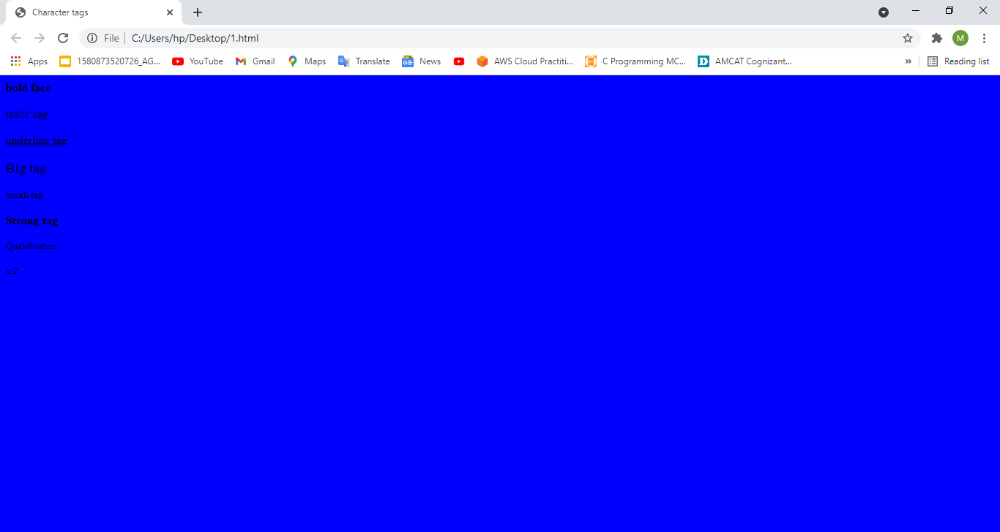 Character tags
File C:/Users/hp/Desktop/1.html
M
Apps 1580873520726_AG... YouTube Gmail Maps Translate News AWS Cloud Practiti... C Programming MC... AMCAT Cognizant... » Reading list
bold face
italic tag
underline tag
Big tag
Small tag
Strong tag
Qualification
x 2